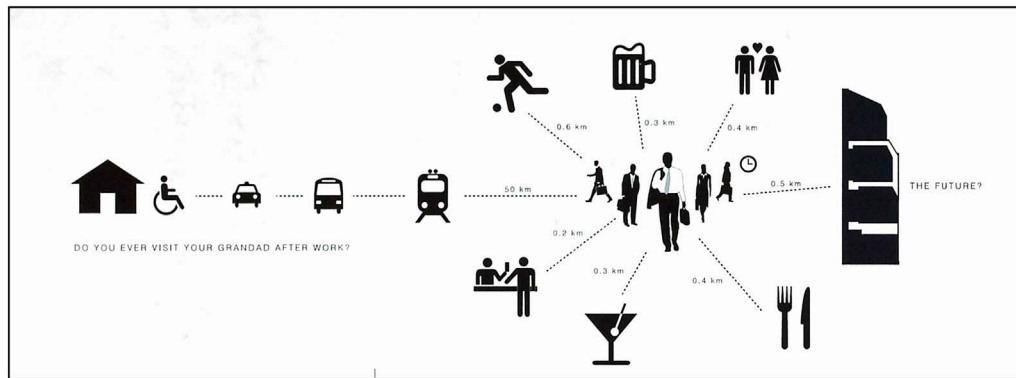 0.6 km
0.3 km
0.4 km
50 km
0.5 km
THE FUTURE?
DO YOU EVER VISIT YOUR GRANDAD AFTER WORK?
0.2 km
0.3 km
0.4 km